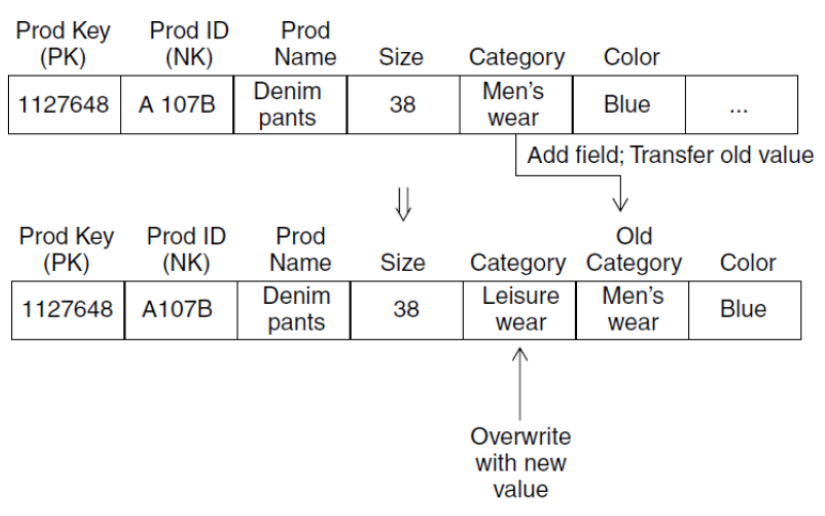 Prod Key Prod ID Prod
(PK) (NK) Name Size Category Color
1127648 A 107B Denim pants 38 Men's wear Blue ...
Add field; Transfer old value
Prod Key Prod ID Prod Old
(PK) (NK) Name Size Category Category Color
1127648 A107B Denim pants 38 Leisure wear Men's wear Blue
Overwrite
with new
value